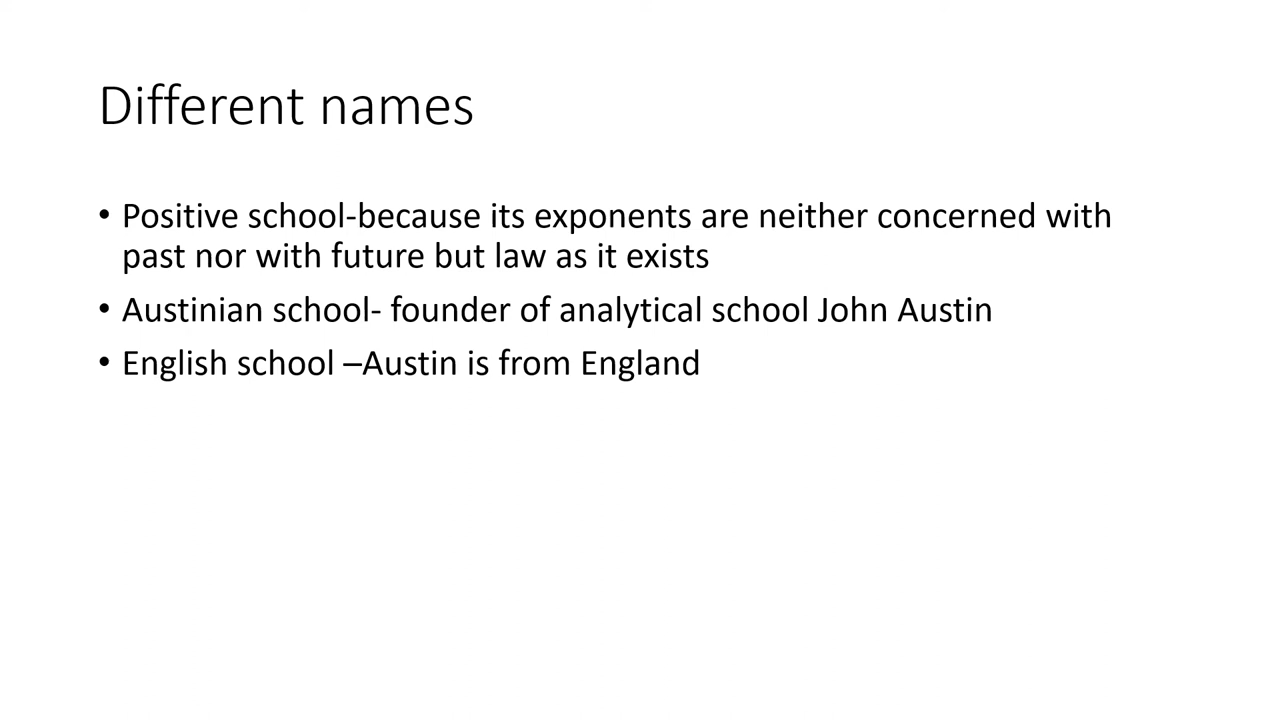 Different names
• Positive school-because its exponents are neither concerned with
past nor with future but law as it exists
• Austinian school- founder of analytical school John Austin
• English school –Austin is from England